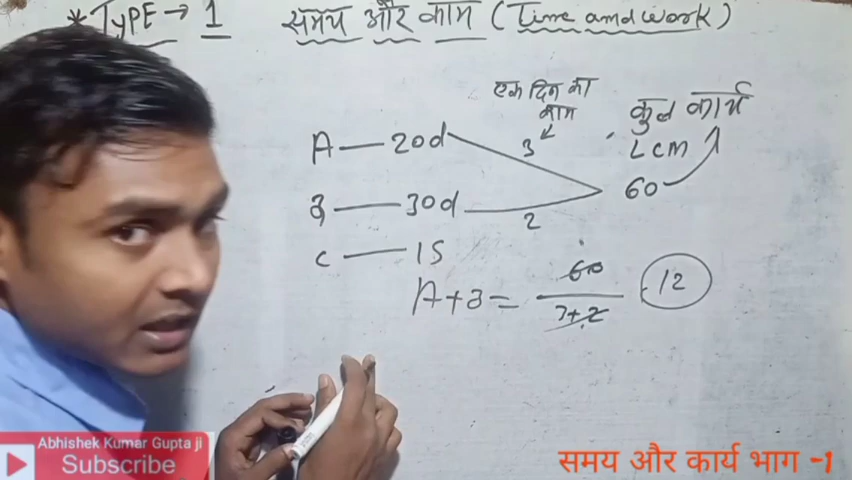 * TYPE → 1 समय और काम (Time and work)
एक दिन का काम
कुल कार्य
A — 20d 3 LCM
60
B — 30d 2
C — 15
A+B = 60 / 3+2 = 12
Abhishek Kumar Gupta ji
Subscribe
समय और कार्य भाग -1